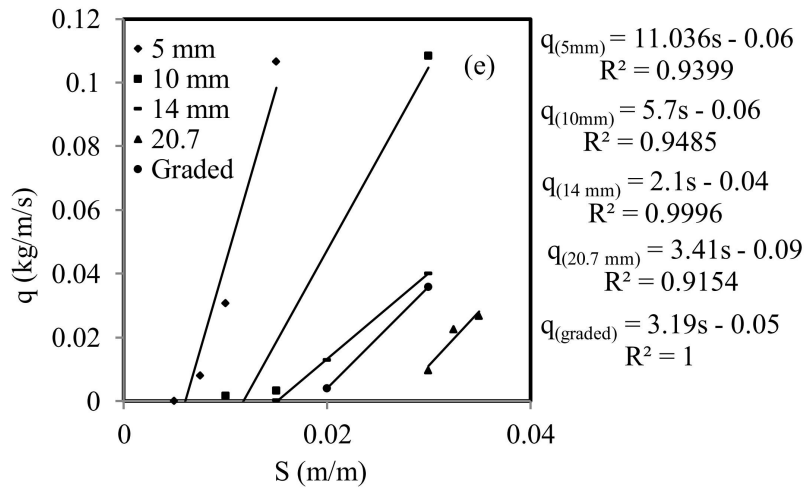 0.12
0.1
0.08
0.06
0.04
0.02
0
0
0.02
0.04
q (kg/m/s)
S (m/m)
5 mm
10 mm
14 mm
20.7
Graded
(e)
q(5mm) = 11.036s - 0.06
R² = 0.9399
q(10mm) = 5.7s - 0.06
R² = 0.9485
q(14 mm) = 2.1s - 0.04
R² = 0.9996
q(20.7 mm) = 3.41s - 0.09
R² = 0.9154
q(graded) = 3.19s - 0.05
R² = 1